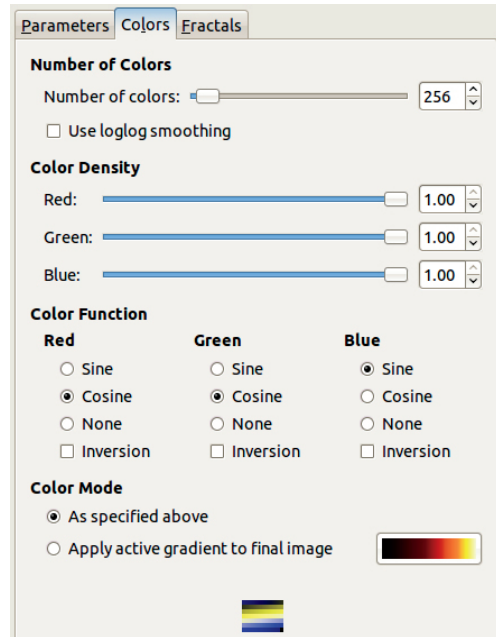 Parameters Colors Fractals
Number of Colors
Number of colors: 256
Use loglog smoothing
Color Density
Red: 1.00
Green: 1.00
Blue: 1.00
Color Function
Red Green Blue
Sine Sine Sine
Cosine Cosine Cosine
None None None
Inversion Inversion Inversion
Color Mode
As specified above
Apply active gradient to final image